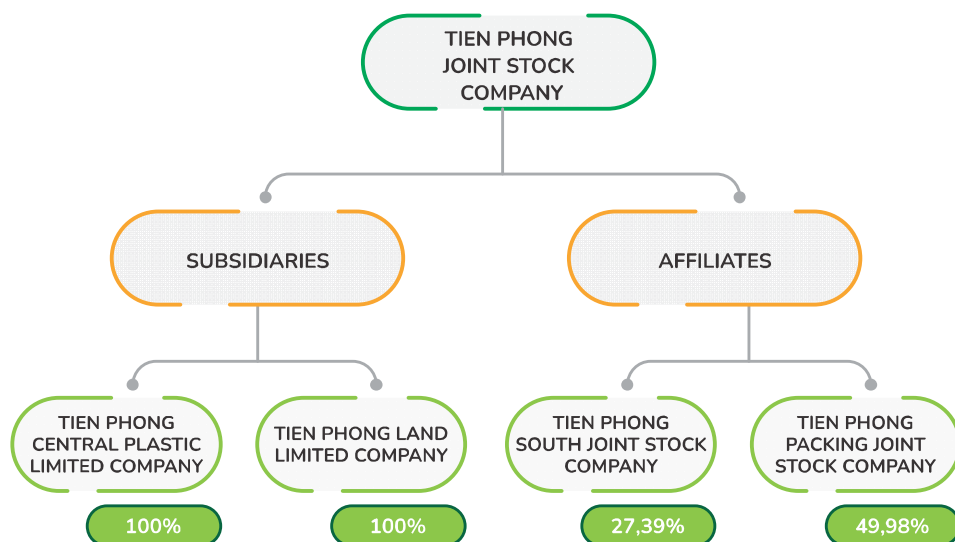 TIEN PHONG
JOINT STOCK
COMPANY
SUBSIDIARIES
AFFILIATES
TIEN PHONG
CENTRAL PLASTIC
LIMITED COMPANY
TIEN PHONG LAND
LIMITED COMPANY
TIEN PHONG
SOUTH JOINT STOCK
COMPANY
TIEN PHONG
PACKING JOINT
STOCK COMPANY
100%
100%
27,39%
49,98%